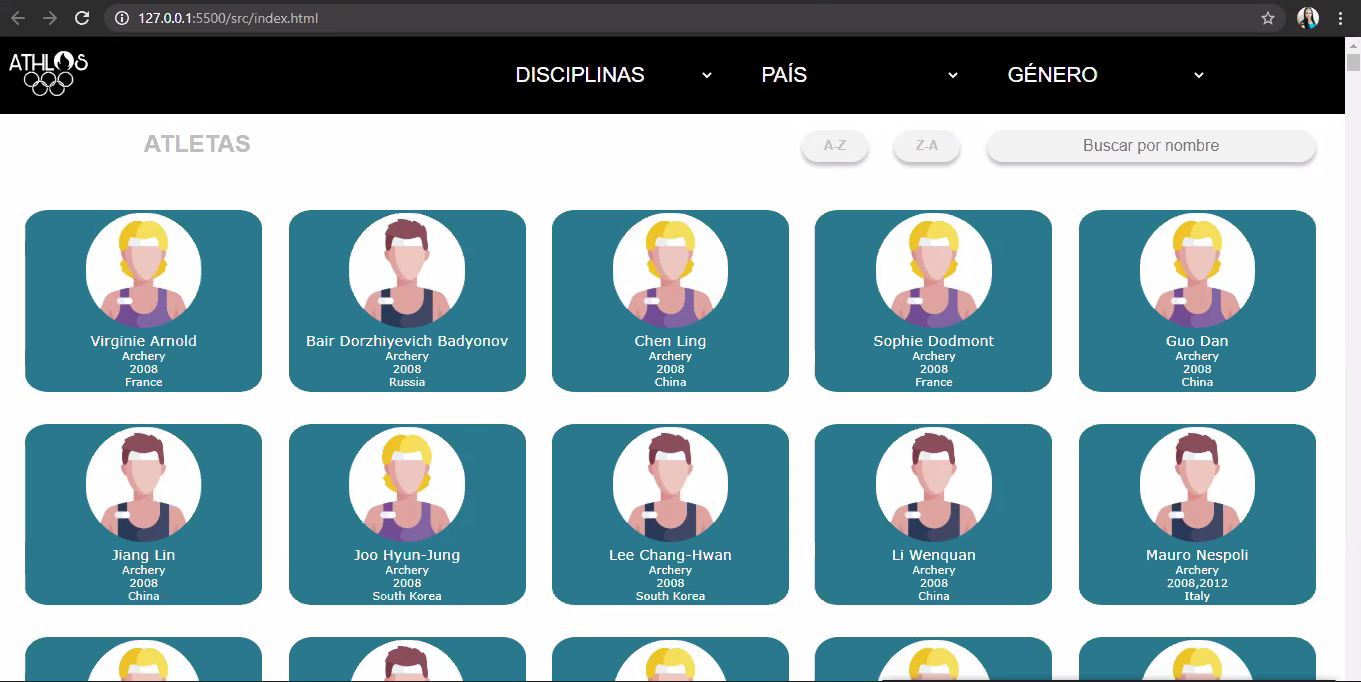 127.0.0.1:5500/src/index.html
ATHLOS
DISCIPLINAS
PAÍS
GÉNERO
ATLETAS
A-Z
Z-A
Buscar por nombre
Virginie Arnold
Archery
2008
France
Bair Dorzhiyevich Badyonov
Archery
2008
Russia
Chen Ling
Archery
2008
China
Sophie Dodmont
Archery
2008
France
Guo Dan
Archery
2008
China
Jiang Lin
Archery
2008
China
Joo Hyun-Jung
Archery
2008
South Korea
Lee Chang-Hwan
Archery
2008
South Korea
Li Wenquan
Archery
2008
China
Mauro Nespoli
Archery
2008,2012
Italy